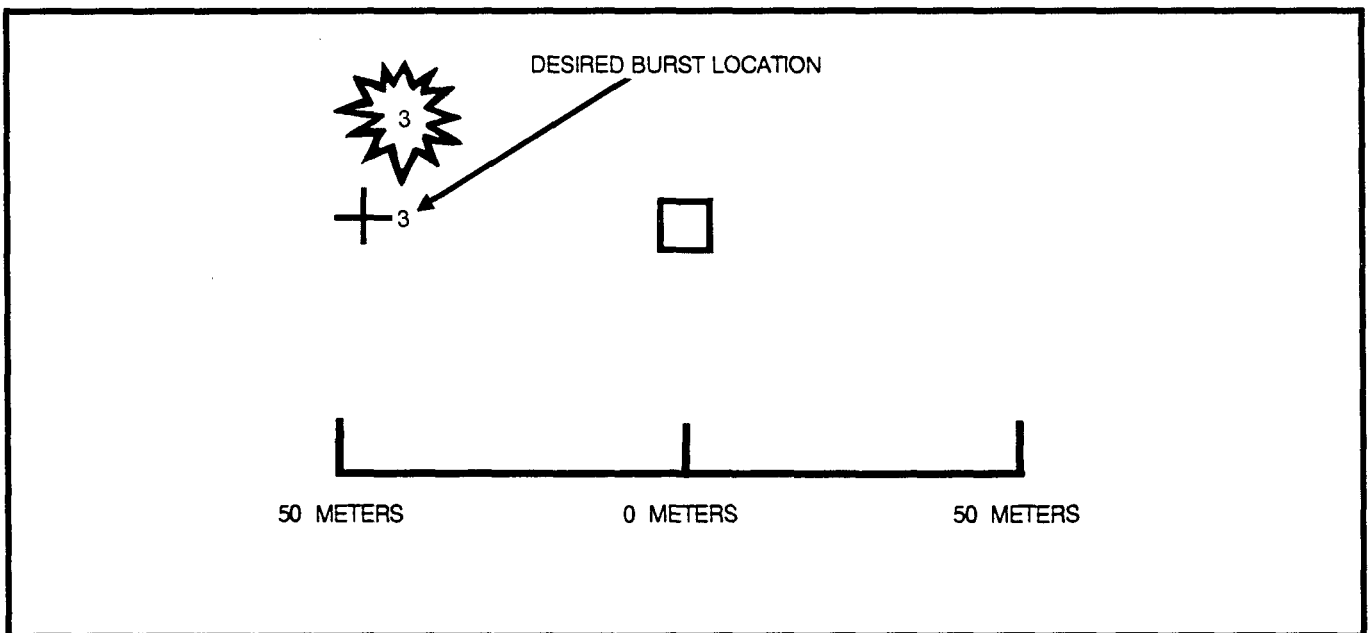 DESIRED BURST LOCATION
3
3
50 METERS 0 METERS 50 METERS